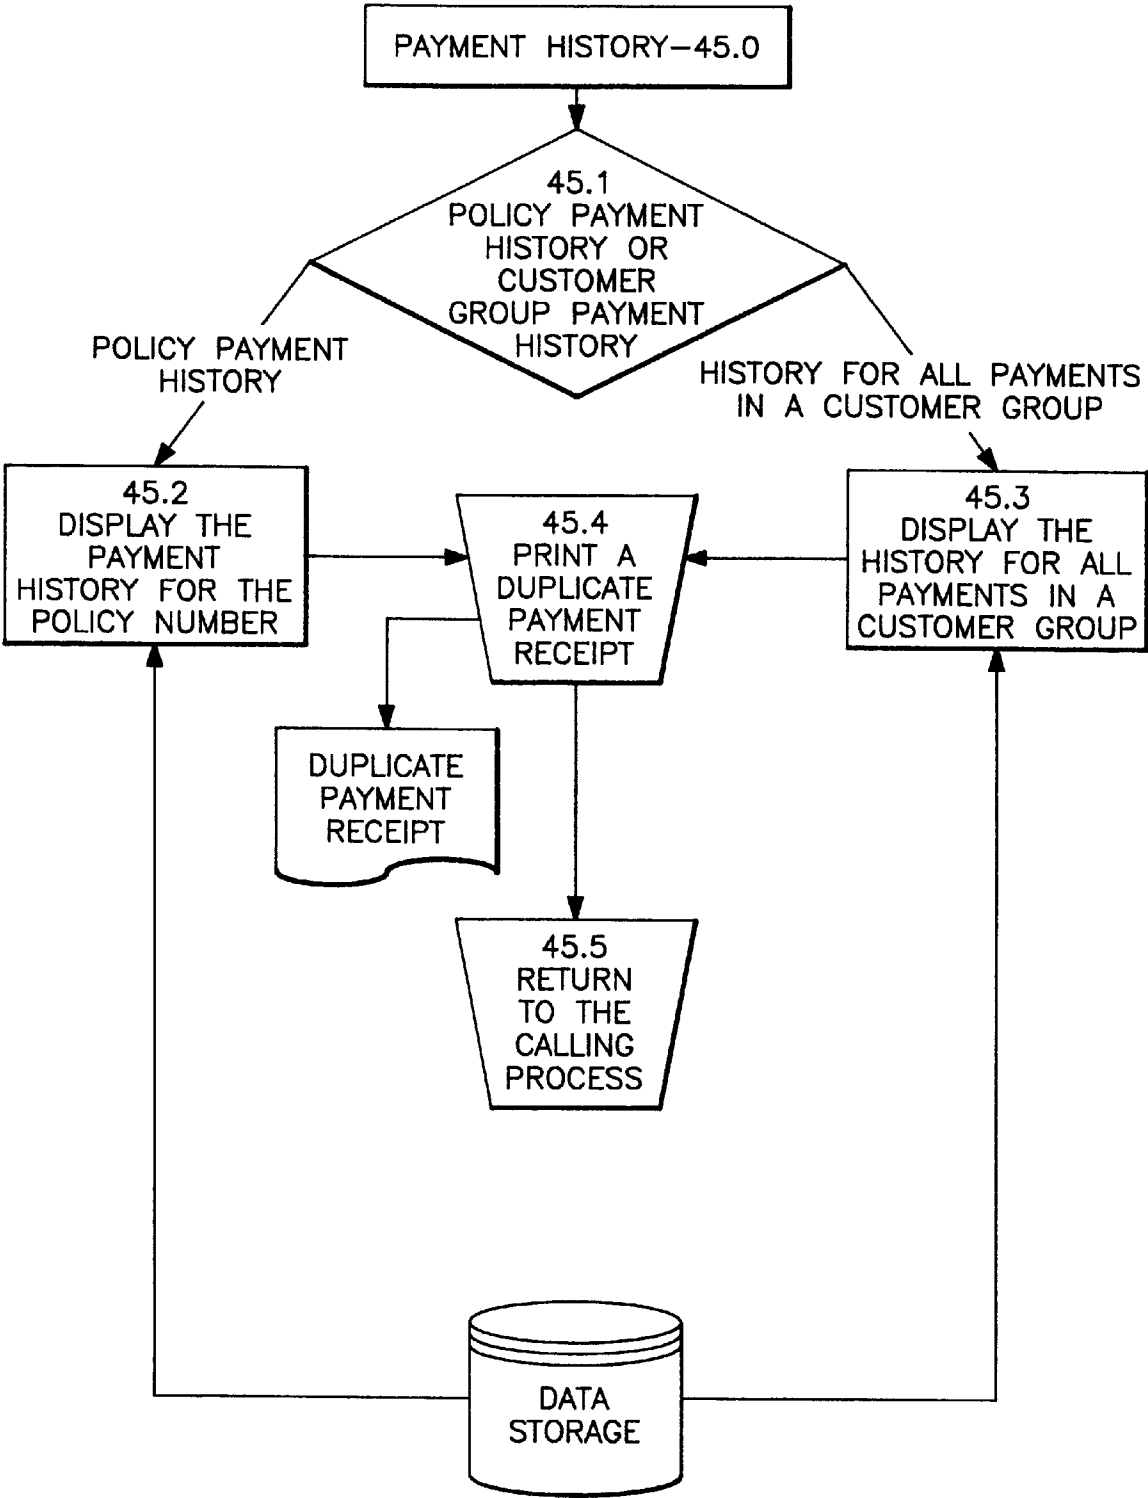 PAYMENT HISTORY-45.0
45.1
POLICY PAYMENT
HISTORY OR
CUSTOMER
GROUP PAYMENT
HISTORY
POLICY PAYMENT
HISTORY
HISTORY FOR ALL PAYMENTS
IN A CUSTOMER GROUP
45.2
DISPLAY THE
PAYMENT
HISTORY FOR THE
POLICY NUMBER
45.4
PRINT A
DUPLICATE
PAYMENT
RECEIPT
45.3
DISPLAY THE
HISTORY FOR ALL
PAYMENTS IN A
CUSTOMER GROUP
DUPLICATE
PAYMENT
RECEIPT
45.5
RETURN
TO THE
CALLING
PROCESS
DATA
STORAGE